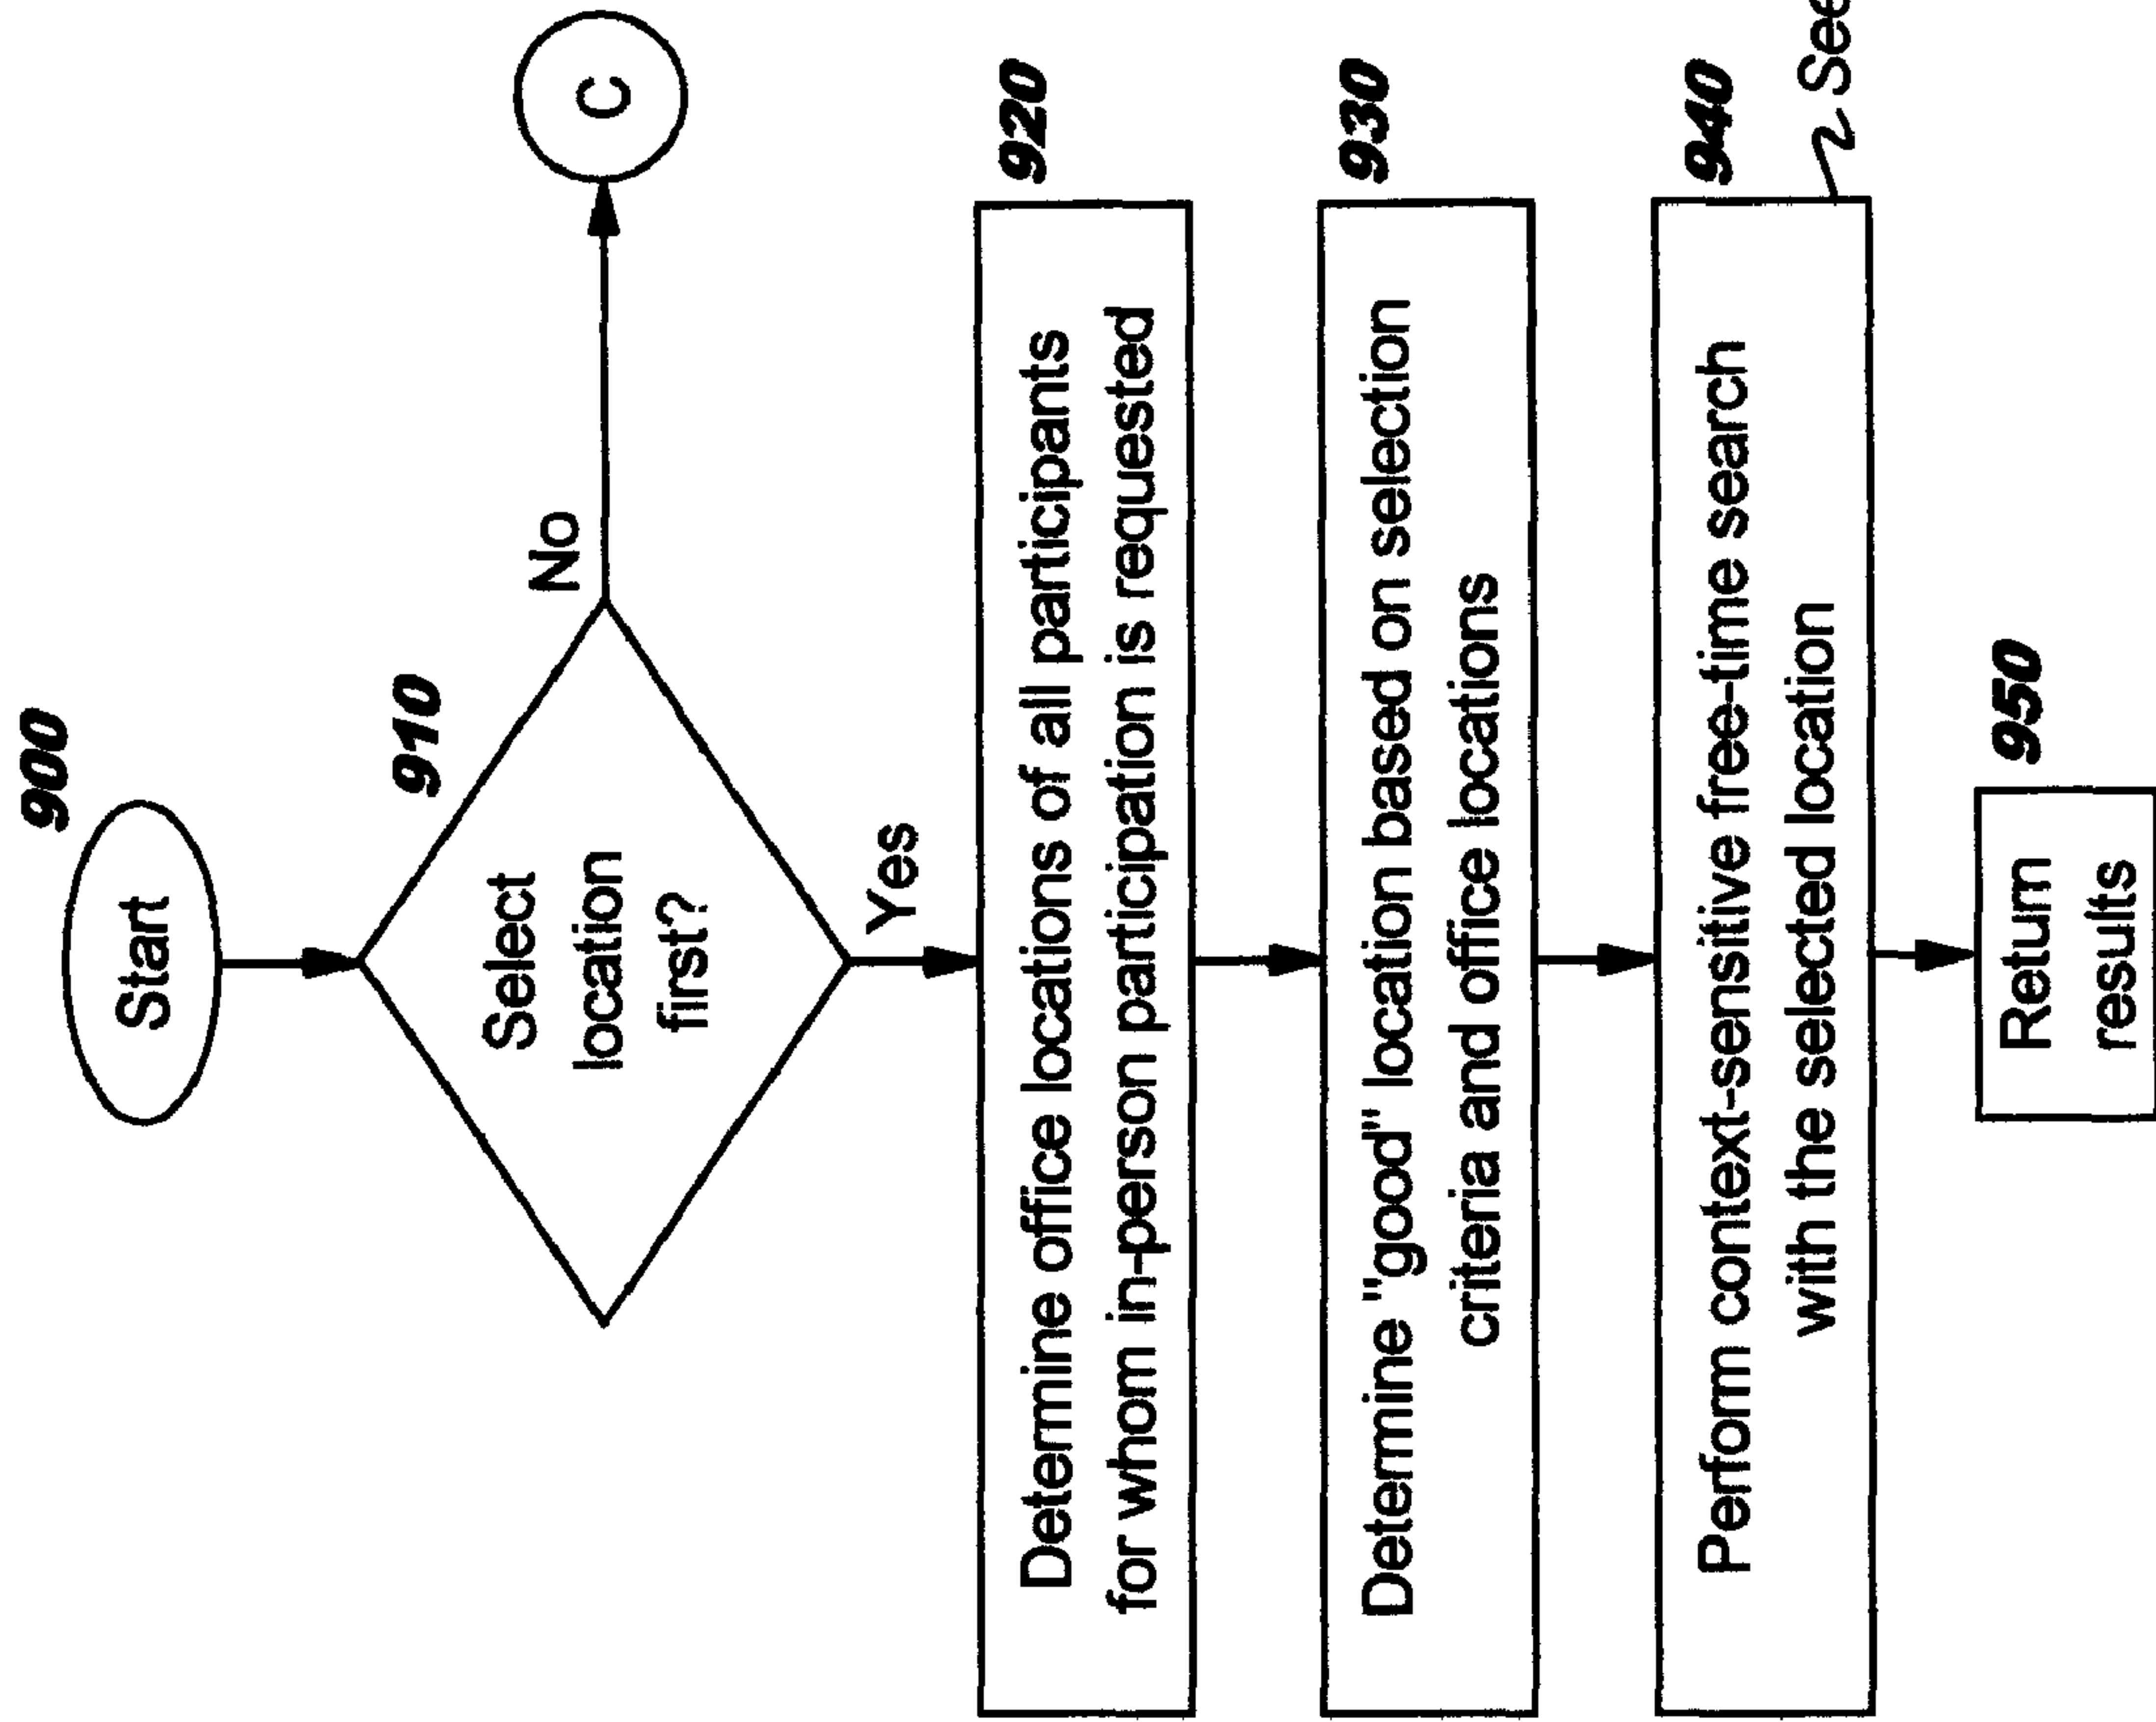 900
Start
910
Select
location
first?
No
C
Yes
920
Determine office locations of all participants
for whom in-person participation is requested
930
Determine "good" location based on selection
criteria and office locations
940
Perform context-sensitive free-time search
with the selected location
See
950
Return
results